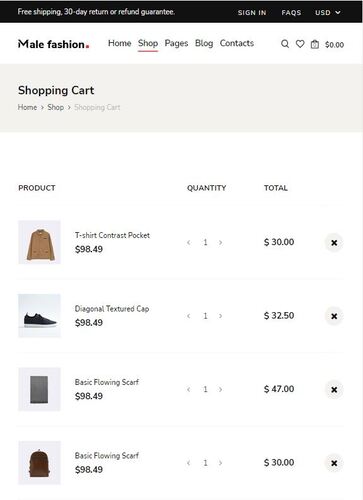 Free shipping, 30-day return or refund guarantee.
SIGN IN FAQS USD
Male fashion.
Home Shop Pages Blog Contacts
0 $0.00
Shopping Cart
Home > Shop > Shopping Cart
PRODUCT QUANTITY TOTAL
T-shirt Contrast Pocket
$98.49
< 1 > $ 30.00
Diagonal Textured Cap
$98.49
< 1 > $ 32.50
Basic Flowing Scarf
$98.49
< 1 > $ 47.00
Basic Flowing Scarf
$98.49
< 1 > $ 30.00